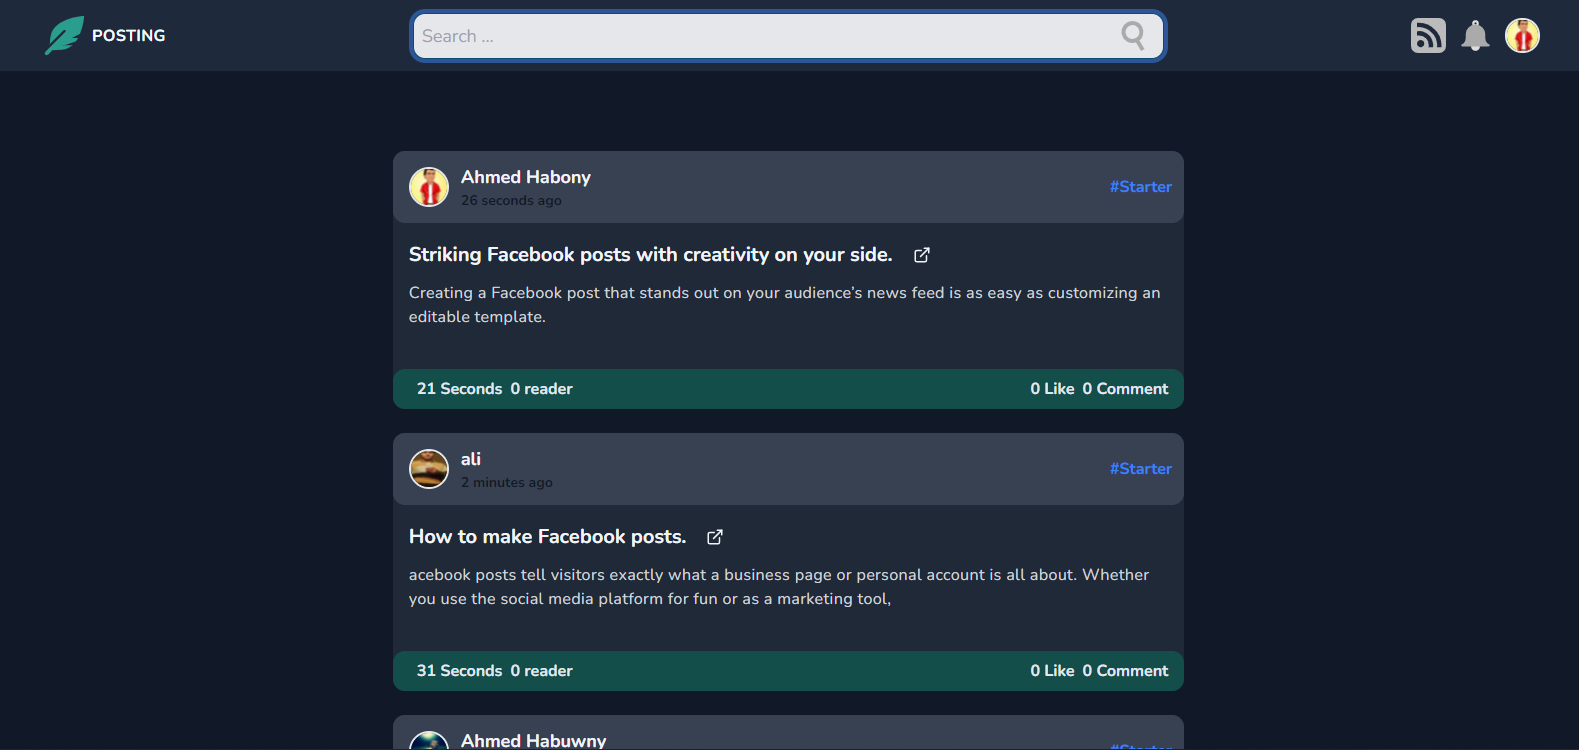 POSTING
Search ...
Ahmed Habony
26 seconds ago
#Starter
Striking Facebook posts with creativity on your side.
Creating a Facebook post that stands out on your audience's news feed is as easy as customizing an
editable template.
21 Seconds 0 reader
0 Like 0 Comment
ali
2 minutes ago
#Starter
How to make Facebook posts.
acebook posts tell visitors exactly what a business page or personal account is all about. Whether
you use the social media platform for fun or as a marketing tool,
31 Seconds 0 reader
0 Like 0 Comment
Ahmed Habuwny
#Starter